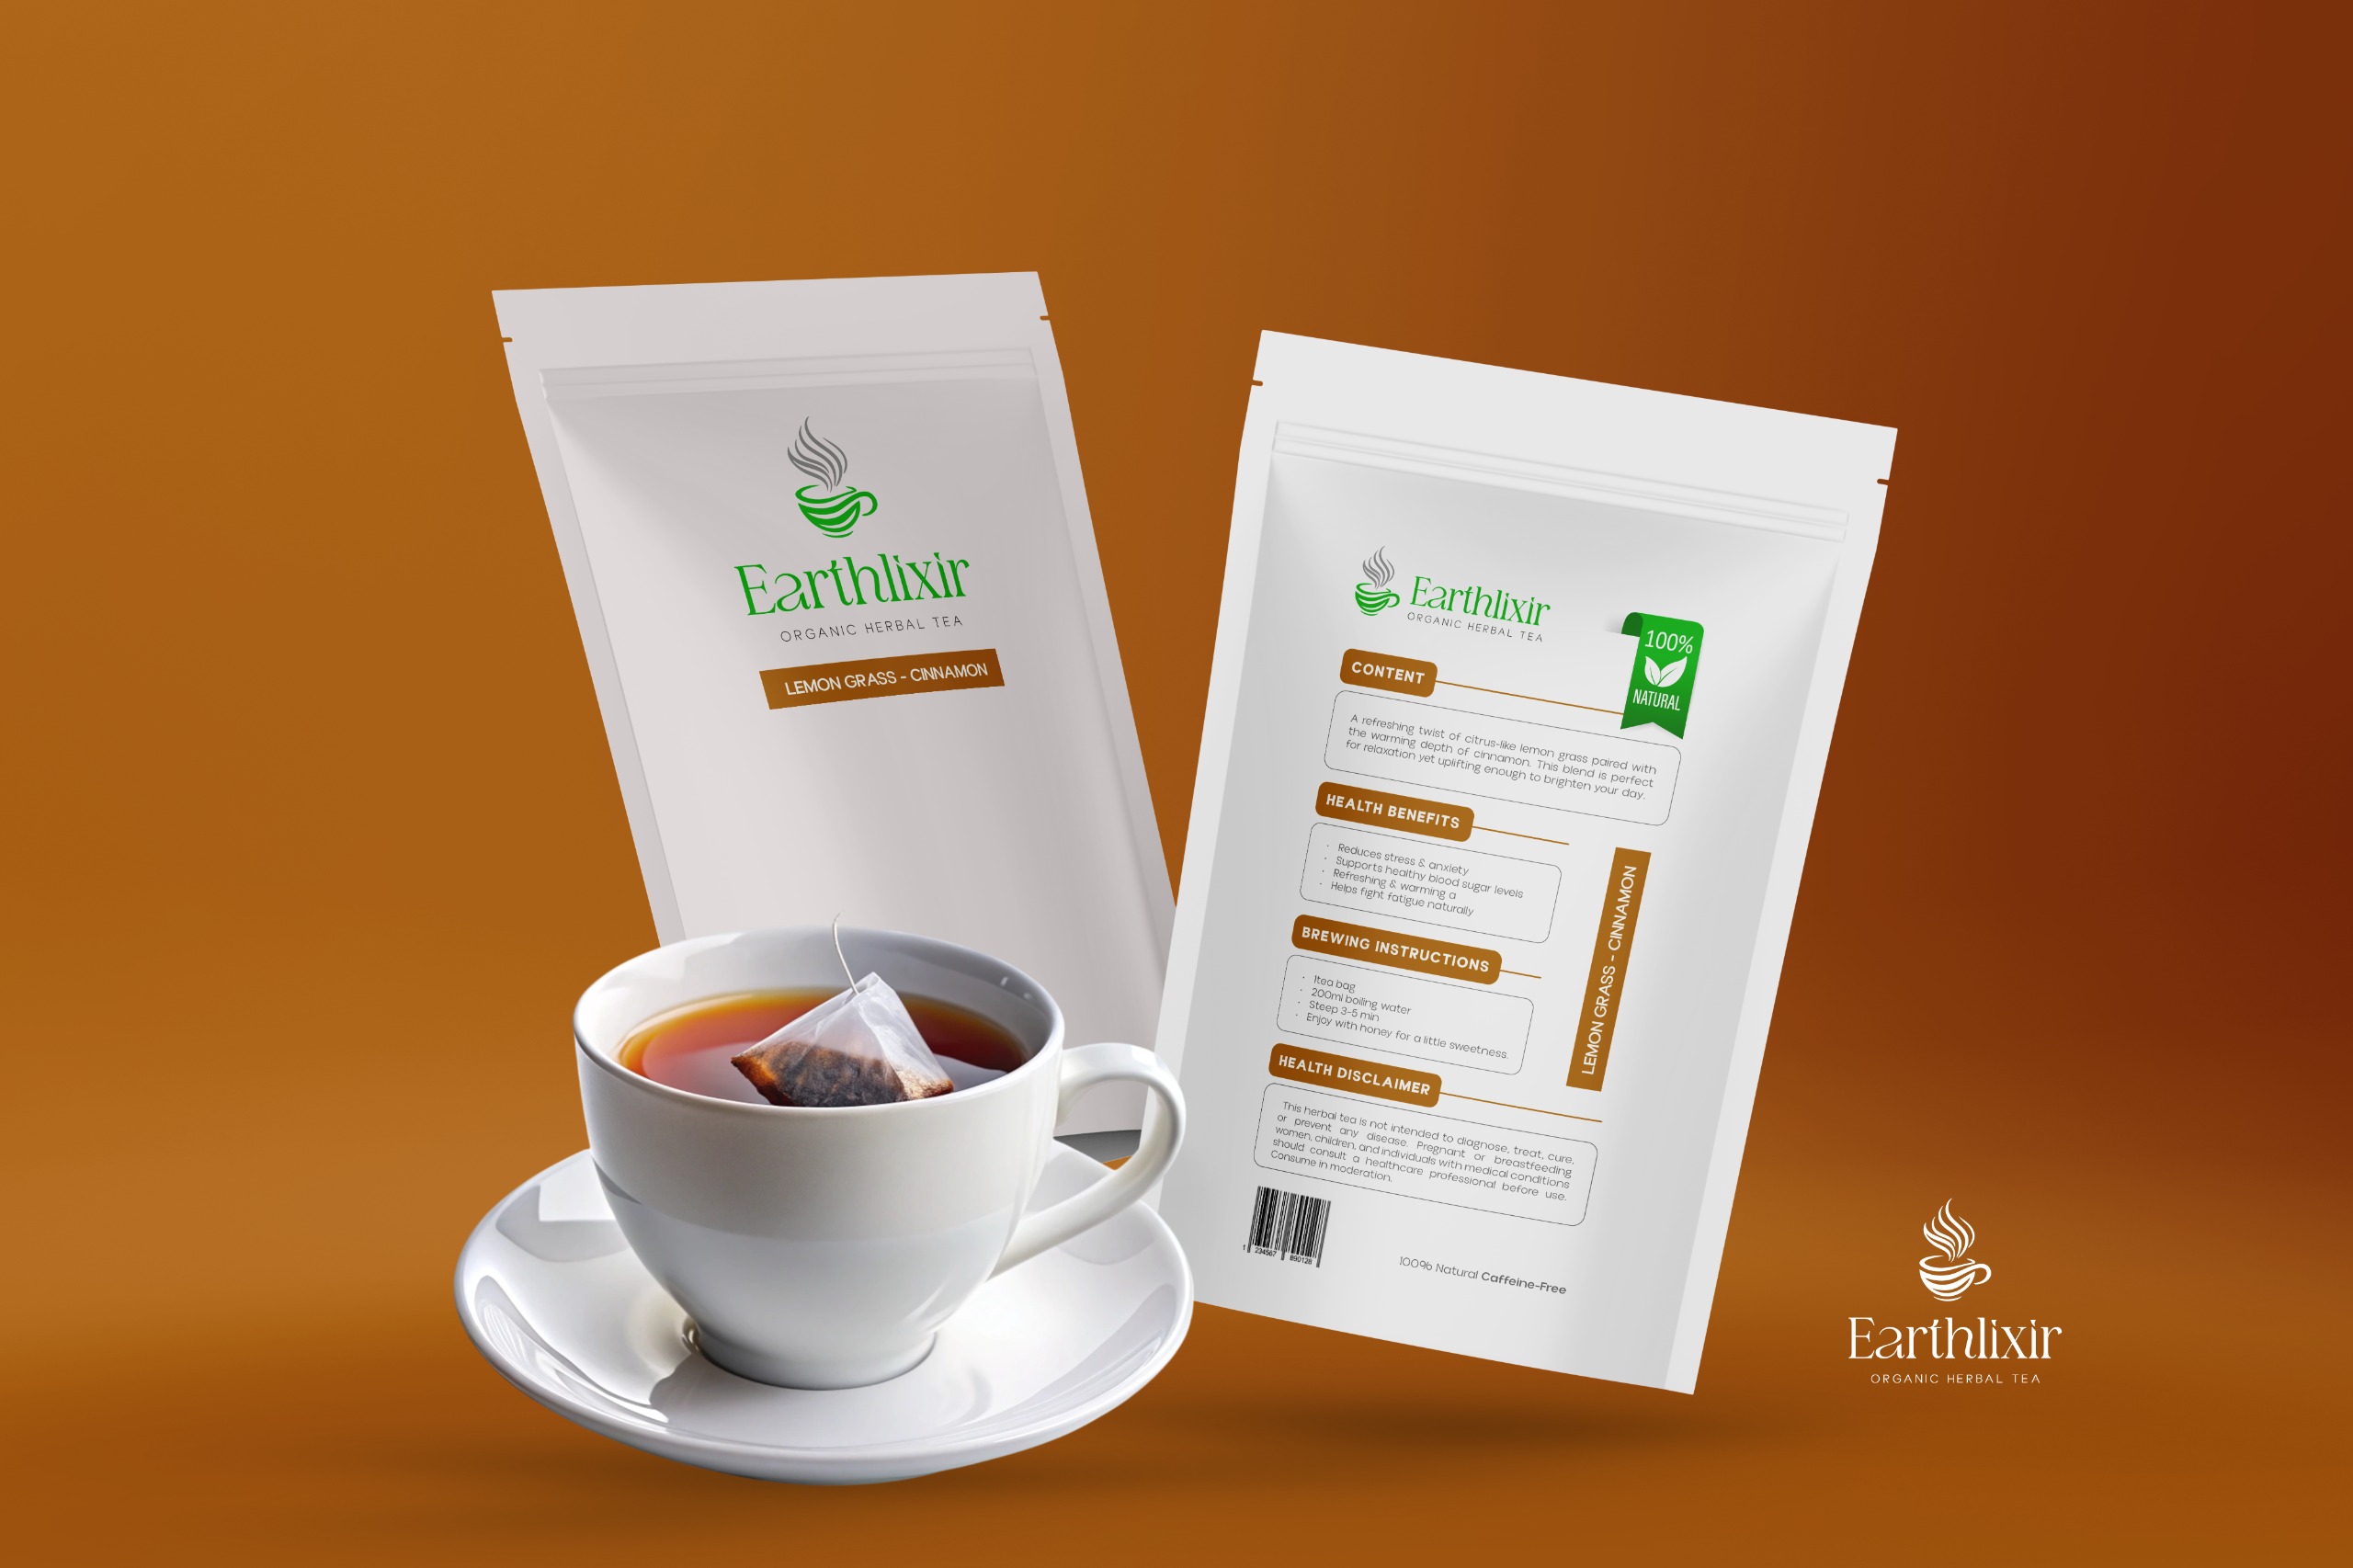 Earthlixir
ORGANIC HERBAL TEA
LEMON GRASS - CINNAMON
Earthlixir
ORGANIC HERBAL TEA
100%
NATURAL
CONTENT
A refreshing twist of citrus-like lemon grass paired with
the warming depth of cinnamon. This blend is perfect
for relaxation yet uplifting enough to brighten your day.
HEALTH BENEFITS
· Reduces stress & anxiety
· Supports healthy blood sugar levels
· Refreshing & warming a
· Helps fight fatigue naturally
LEMON GRASS - CINNAMON
BREWING INSTRUCTIONS
· 1tea bag
· 200ml boiling water
· Steep 3-5 min
· Enjoy with honey for a little sweetness.
HEALTH DISCLAIMER
This herbal tea is not intended to diagnose, treat, cure,
or prevent any disease. Pregnant or breastfeeding
women, children, and individuals with medical conditions
should consult a healthcare professional before use.
Consume in moderation.
1 234567 890128
100% Natural Caffeine-Free
Earthlixir
ORGANIC HERBAL TEA